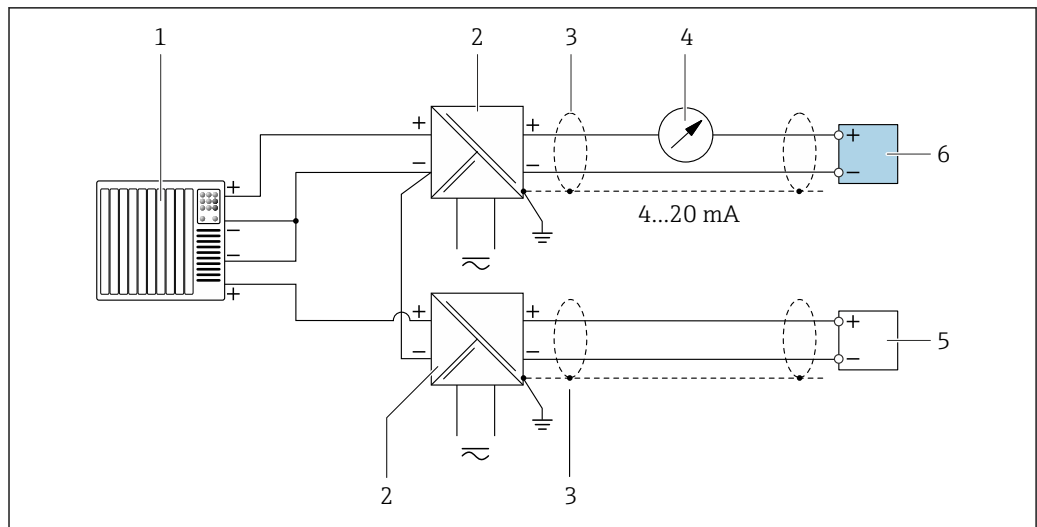 1 2 3 4
+ +
− −
+ + 6
− −
4...20 mA
−
+
+ + +
− − − 5
2 3